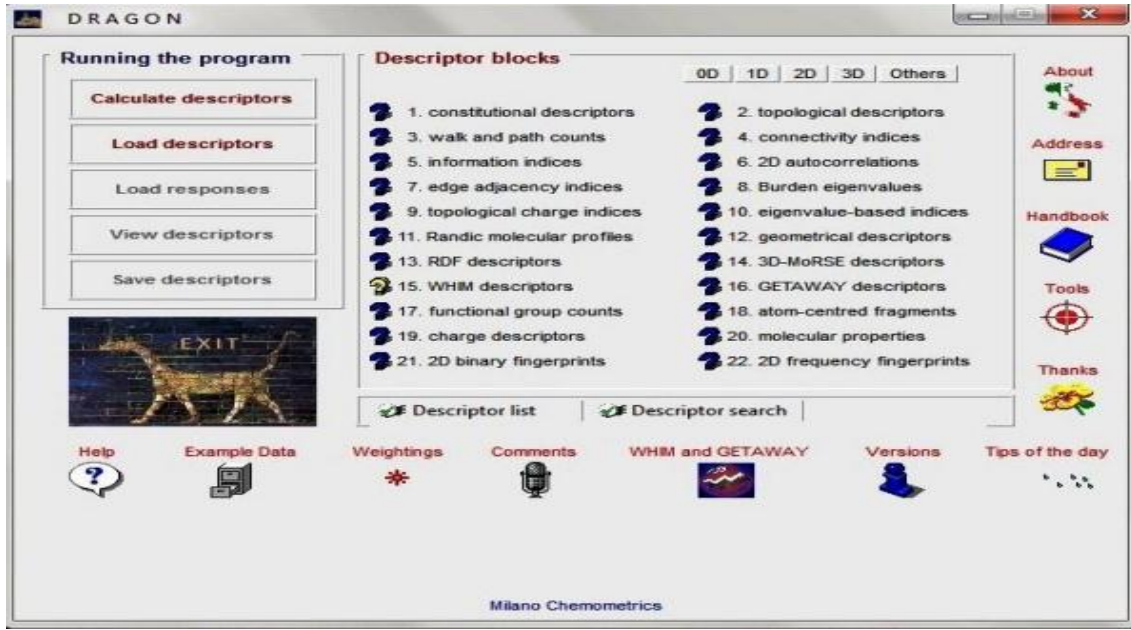 DRAGON
Running the program
Calculate descriptors
Load descriptors
Load responses
View descriptors
Save descriptors
EXIT
Descriptor blocks
0D 1D 2D 3D Others
1. constitutional descriptors
2. topological descriptors
3. walk and path counts
4. connectivity indices
5. information indices
6. 2D autocorrelations
7. edge adjacency indices
8. Burden eigenvalues
9. topological charge indices
10. eigenvalue-based indices
11. Randic molecular profiles
12. geometrical descriptors
13. RDF descriptors
14. 3D-MoRSE descriptors
15. WHIM descriptors
16. GETAWAY descriptors
17. functional group counts
18. atom-centred fragments
19. charge descriptors
20. molecular properties
21. 2D binary fingerprints
22. 2D frequency fingerprints
Descriptor list
Descriptor search
About
Address
Handbook
Tools
Thanks
Help
Example Data
Weightings
Comments
WHIM and GETAWAY
Versions
Tips of the day
Milano Chemometrics